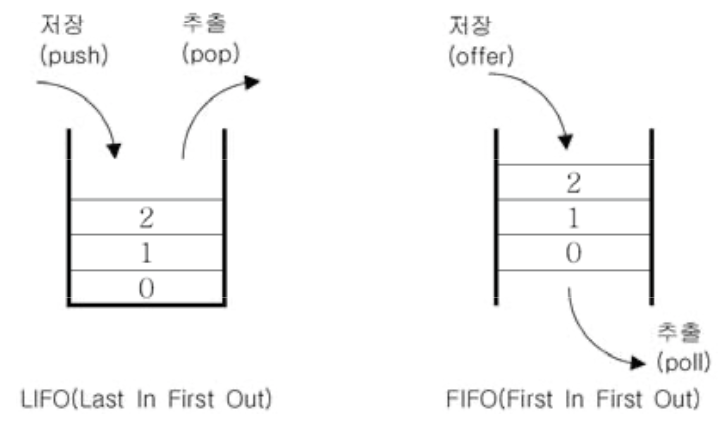 저장
(push)
추출
(pop)
2
1
0
LIFO(Last In First Out)
저장
(offer)
2
1
0
추출
(poll)
FIFO(First In First Out)